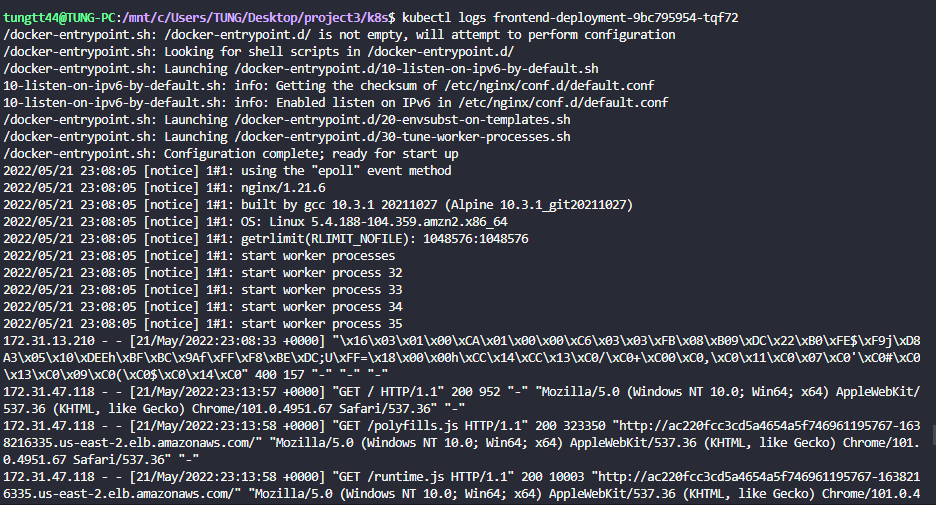 tungtt44@TUNG-PC:/mnt/c/Users/TUNG/Desktop/project3/k8s$ kubectl logs frontend-deployment-9bc795954-tqf72
/docker-entrypoint.sh: /docker-entrypoint.d/ is not empty, will attempt to perform configuration
/docker-entrypoint.sh: Looking for shell scripts in /docker-entrypoint.d/
/docker-entrypoint.sh: Launching /docker-entrypoint.d/10-listen-on-ipv6-by-default.sh
10-listen-on-ipv6-by-default.sh: info: Getting the checksum of /etc/nginx/conf.d/default.conf
10-listen-on-ipv6-by-default.sh: info: Enabled listen on IPv6 in /etc/nginx/conf.d/default.conf
/docker-entrypoint.sh: Launching /docker-entrypoint.d/20-envsubst-on-templates.sh
/docker-entrypoint.sh: Launching /docker-entrypoint.d/30-tune-worker-processes.sh
/docker-entrypoint.sh: Configuration complete; ready for start up
2022/05/21 23:08:05 [notice] 1#1: using the "epoll" event method
2022/05/21 23:08:05 [notice] 1#1: nginx/1.21.6
2022/05/21 23:08:05 [notice] 1#1: built by gcc 10.3.1 20211027 (Alpine 10.3.1_git20211027)
2022/05/21 23:08:05 [notice] 1#1: OS: Linux 5.4.188-104.359.amzn2.x86_64
2022/05/21 23:08:05 [notice] 1#1: getrlimit(RLIMIT_NOFILE): 1048576:1048576
2022/05/21 23:08:05 [notice] 1#1: start worker processes
2022/05/21 23:08:05 [notice] 1#1: start worker process 32
2022/05/21 23:08:05 [notice] 1#1: start worker process 33
2022/05/21 23:08:05 [notice] 1#1: start worker process 34
2022/05/21 23:08:05 [notice] 1#1: start worker process 35
172.31.13.210 - - [21/May/2022:23:08:33 +0000] "\x16\x03\x01\x00\xCA\x01\x00\x00\xC6\x03\x03\xFB\x08\xB09\xDC\x22\xB0\xFE$\xF9j\xD8
A3\x05\x10\xDEEh\xBF\xBC\x9Af\xFF\xF8\xBE\xDC;U\xFF=\x18\x00\x00h\xCC\x14\xCC\x13\xC0/\xC0+\xC00\xC0,\xC0\x11\xC0\x07\xC0'\xC0#\xC0
\x13\xC0\x09\xC0(\xC0$\xC0\x14\xC0" 400 157 "-" "-" "-"
172.31.47.118 - - [21/May/2022:23:13:57 +0000] "GET / HTTP/1.1" 200 952 "-" "Mozilla/5.0 (Windows NT 10.0; Win64; x64) AppleWebKit/
537.36 (KHTML, like Gecko) Chrome/101.0.4951.67 Safari/537.36" "-"
172.31.47.118 - - [21/May/2022:23:13:58 +0000] "GET /polyfills.js HTTP/1.1" 200 323350 "http://ac220fcc3cd5a4654a5f746961195767-163
8216335.us-east-2.elb.amazonaws.com/" "Mozilla/5.0 (Windows NT 10.0; Win64; x64) AppleWebKit/537.36 (KHTML, like Gecko) Chrome/101.
0.4951.67 Safari/537.36" "-"
172.31.47.118 - - [21/May/2022:23:13:58 +0000] "GET /runtime.js HTTP/1.1" 200 10003 "http://ac220fcc3cd5a4654a5f746961195767-163821
6335.us-east-2.elb.amazonaws.com/" "Mozilla/5.0 (Windows NT 10.0; Win64; x64) AppleWebKit/537.36 (KHTML, like Gecko) Chrome/101.0.4